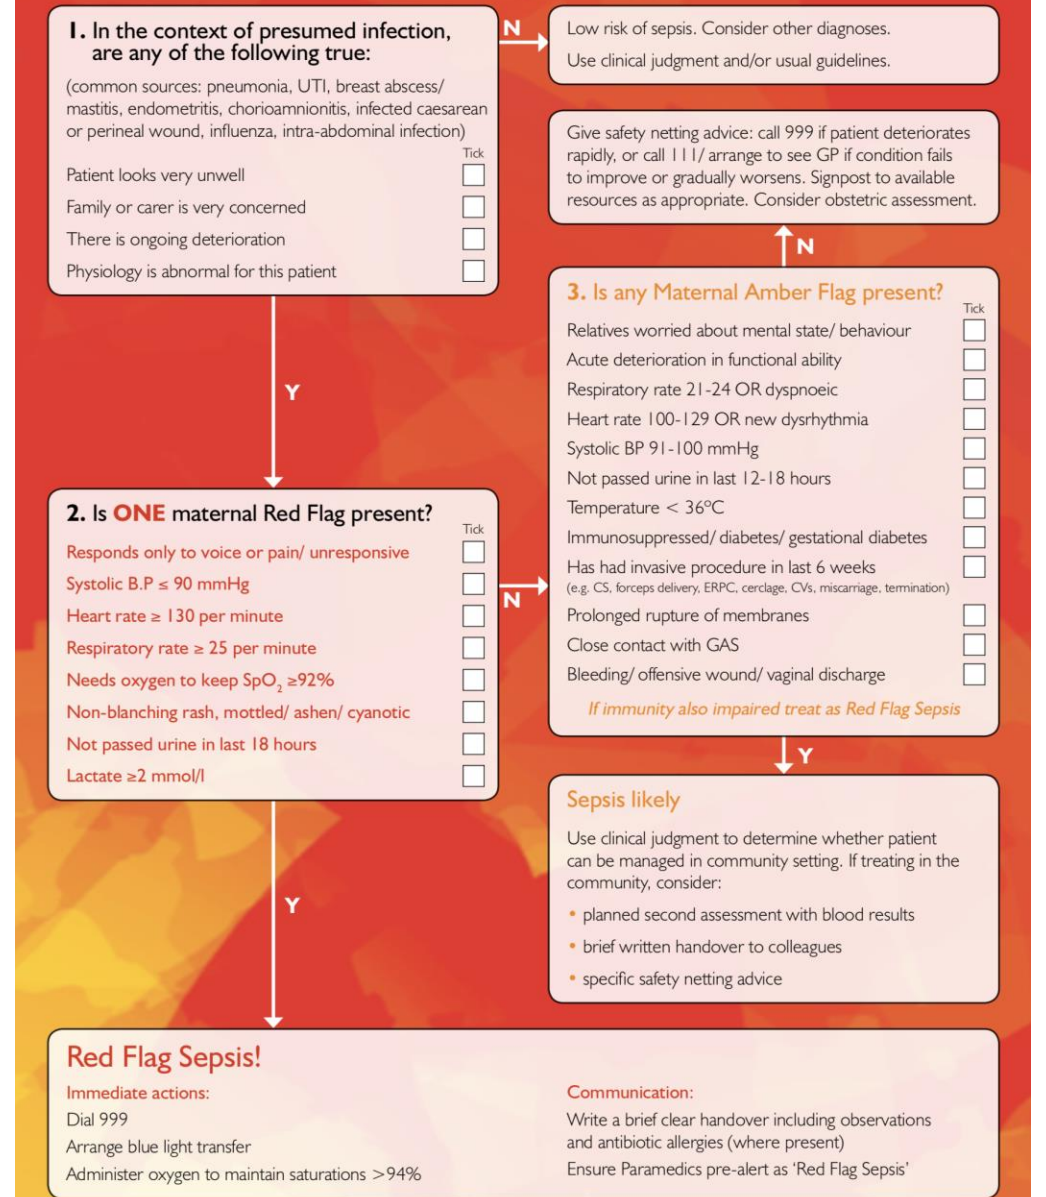 1. In the context of presumed infection,
are any of the following true:
(common sources: pneumonia, UTI, breast abscess/
mastitis, endometritis, chorioamnionitis, infected caesarean
or perineal wound, influenza, intra-abdominal infection)
Tick
Patient looks very unwell
Family or carer is very concerned
There is ongoing deterioration
Physiology is abnormal for this patient
N
Low risk of sepsis. Consider other diagnoses.
Use clinical judgment and/or usual guidelines.
Give safety netting advice: call 999 if patient deteriorates
rapidly, or call 111/ arrange to see GP if condition fails
to improve or gradually worsens. Signpost to available
resources as appropriate. Consider obstetric assessment.
N
Y
2. Is ONE maternal Red Flag present?
Tick
Responds only to voice or pain/ unresponsive
Systolic B.P ≤ 90 mmHg
Heart rate ≥ 130 per minute
Respiratory rate ≥ 25 per minute
Needs oxygen to keep SpO₂ ≥92%
Non-blanching rash, mottled/ ashen/ cyanotic
Not passed urine in last 18 hours
Lactate ≥2 mmol/l
N
3. Is any Maternal Amber Flag present?
Tick
Relatives worried about mental state/ behaviour
Acute deterioration in functional ability
Respiratory rate 21-24 OR dyspnoeic
Heart rate 100-129 OR new dysrhythmia
Systolic BP 91-100 mmHg
Not passed urine in last 12-18 hours
Temperature < 36ºC
Immunosuppressed/ diabetes/ gestational diabetes
Has had invasive procedure in last 6 weeks
(e.g. CS, forceps delivery, ERPC, cerclage, CVs, miscarriage, termination)
Prolonged rupture of membranes
Close contact with GAS
Bleeding/ offensive wound/ vaginal discharge
If immunity also impaired treat as Red Flag Sepsis
Y
Sepsis likely
Use clinical judgment to determine whether patient
can be managed in community setting. If treating in the
community, consider:
• planned second assessment with blood results
• brief written handover to colleagues
• specific safety netting advice
Y
Red Flag Sepsis!
Immediate actions:
Dial 999
Arrange blue light transfer
Administer oxygen to maintain saturations >94%
Communication:
Write a brief clear handover including observations
and antibiotic allergies (where present)
Ensure Paramedics pre-alert as 'Red Flag Sepsis'